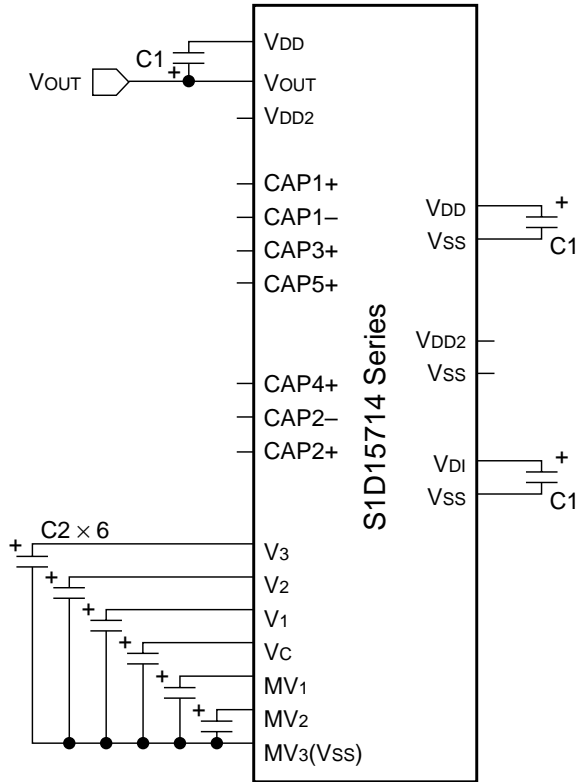 VDD
C1
+
VOUT
VOUT
VDD2
CAP1+
CAP1–
CAP3+
CAP5+
CAP4+
CAP2–
CAP2+
C2 × 6
+
V3
+
V2
+
V1
+
VC
+
MV1
+
MV2
MV3(VSS)
S1D15714 Series
VDD
+
VSS
C1
VDD2
VSS
VDI
+
VSS
C1